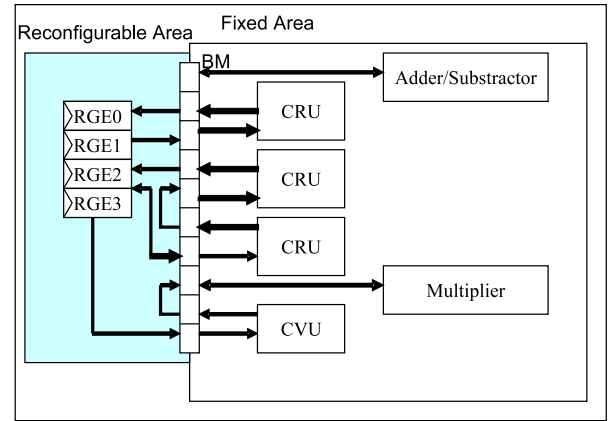 Fixed Area
Reconfigurable Area
BM
Adder/Substractor
CRU
RGE0
RGE1
CRU
RGE2
RGE3
CRU
Multiplier
CVU